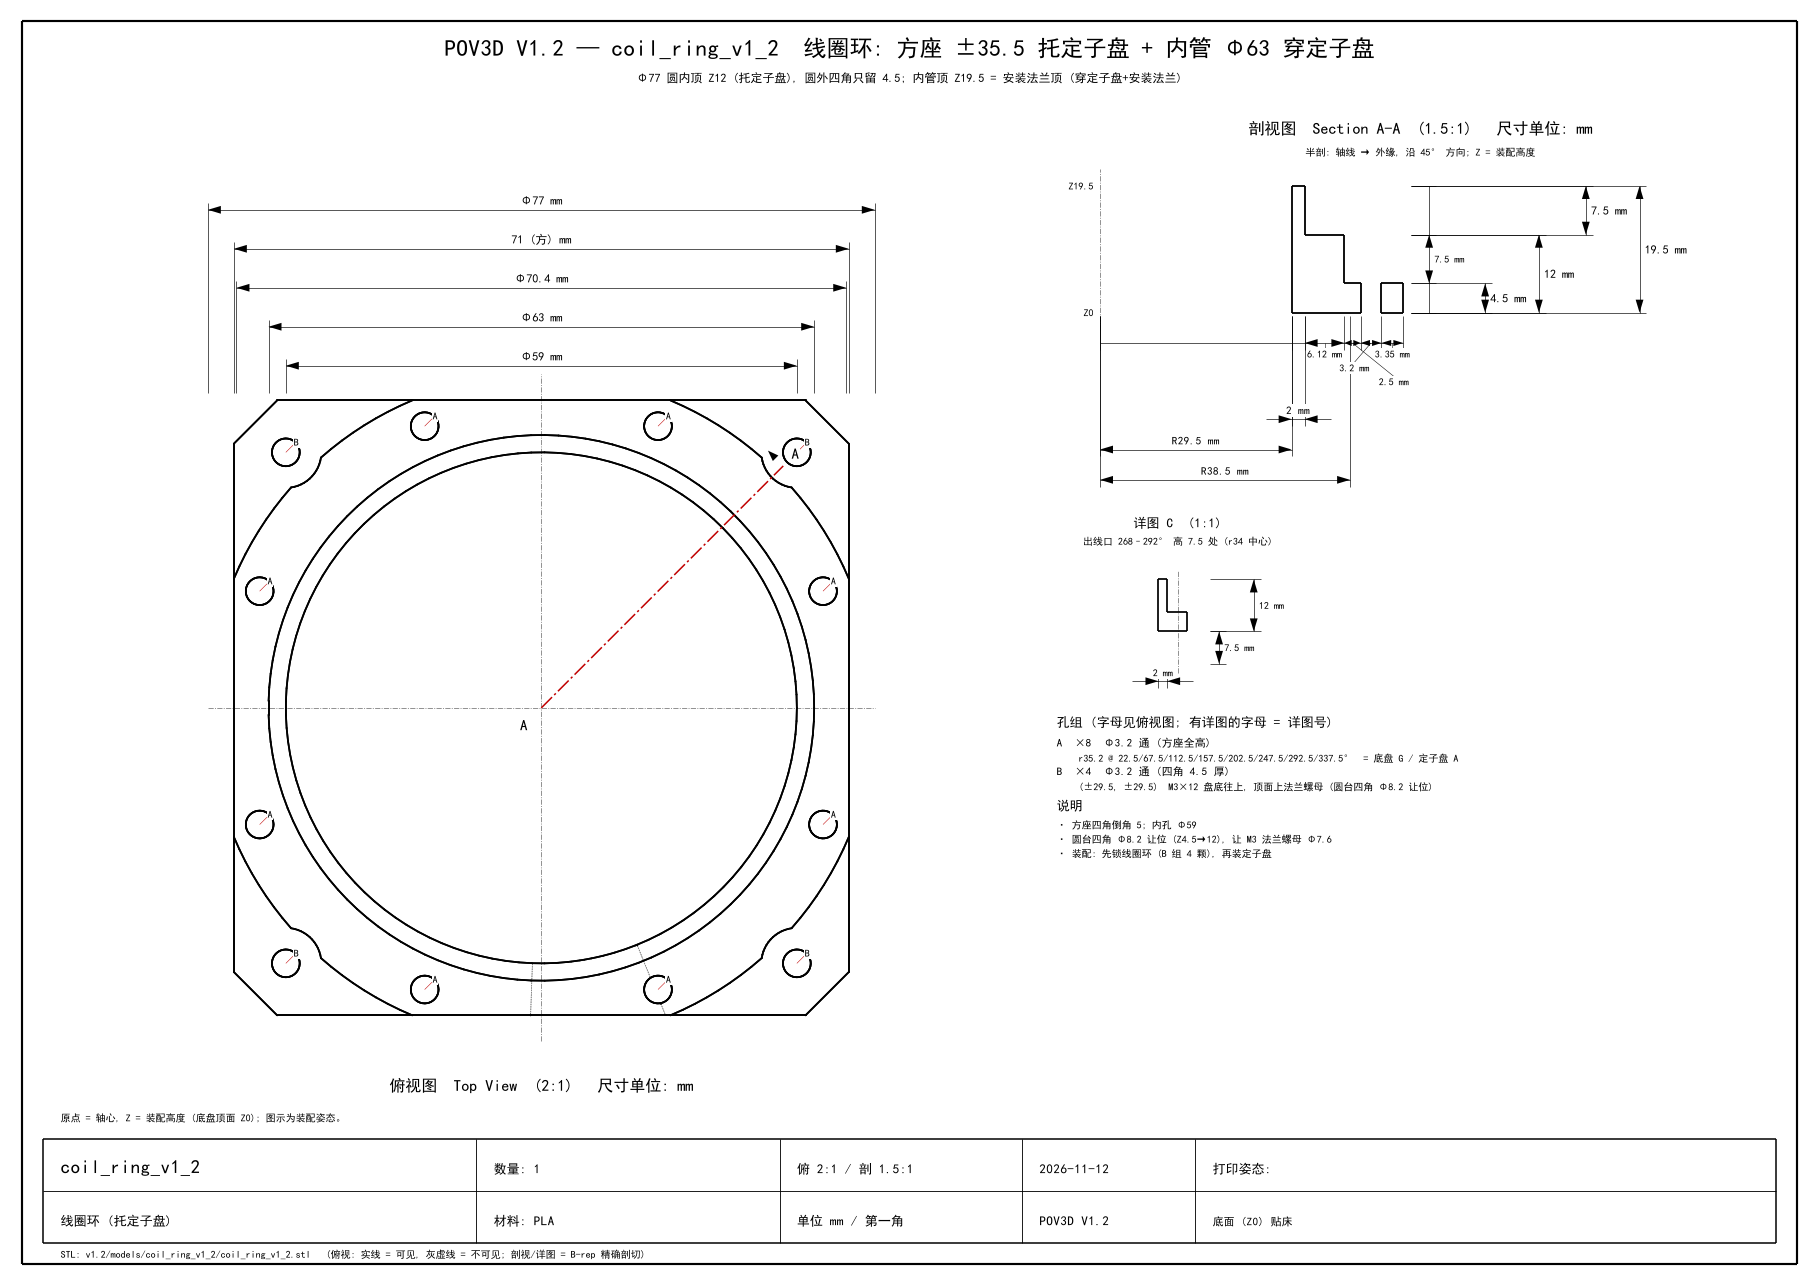 POV3D V1.2 — coil_ring_v1_2 线圈环: 方座 ±35.5 托定子盘 + 内管 Φ63 穿定子盘
Φ77 圆内顶 Z12 (托定子盘), 圆外四角只留 4.5; 内管顶 Z19.5 = 安装法兰顶 (穿定子盘+安装法兰)
剖视图 Section A-A (1.5:1) 尺寸单位: mm
半剖: 轴线 → 外缘, 沿 45° 方向; Z = 装配高度
Z19.5
Z0
7.5 mm
19.5 mm
7.5 mm
12 mm
4.5 mm
6.12 mm
3.35 mm
3.2 mm
2.5 mm
2 mm
R29.5 mm
R38.5 mm
Φ77 mm
71 (方) mm
Φ70.4 mm
Φ63 mm
Φ59 mm
A
A
B
B
A
A
A
A
A
A
B
B
A
A
俯视图 Top View (2:1) 尺寸单位: mm
详图 C (1:1)
出线口 268-292° 高 7.5 处 (r34 中心)
12 mm
7.5 mm
2 mm
孔组 (字母见俯视图; 有详图的字母 = 详图号)
A ×8 Φ3.2 通 (方座全高)
r35.2 @ 22.5/67.5/112.5/157.5/202.5/247.5/292.5/337.5° = 底盘 G / 定子盘 A
B ×4 Φ3.2 通 (四角 4.5 厚)
(±29.5, ±29.5) M3×12 盘底往上, 顶面上法兰螺母 (圆台四角 Φ8.2 让位)
说明
· 方座四角倒角 5; 内孔 Φ59
· 圆台四角 Φ8.2 让位 (Z4.5→12), 让 M3 法兰螺母 Φ7.6
· 装配: 先锁线圈环 (B 组 4 颗), 再装定子盘
原点 = 轴心, Z = 装配高度 (底盘顶面 Z0); 图示为装配姿态。
coil_ring_v1_2 数量: 1 俯 2:1 / 剖 1.5:1 2026-11-12 打印姿态:
线圈环 (托定子盘) 材料: PLA 单位 mm / 第一角 POV3D V1.2 底面 (Z0) 贴床
STL: v1.2/models/coil_ring_v1_2/coil_ring_v1_2.stl (俯视: 实线 = 可见, 灰虚线 = 不可见; 剖视/详图 = B-rep 精确剖切)